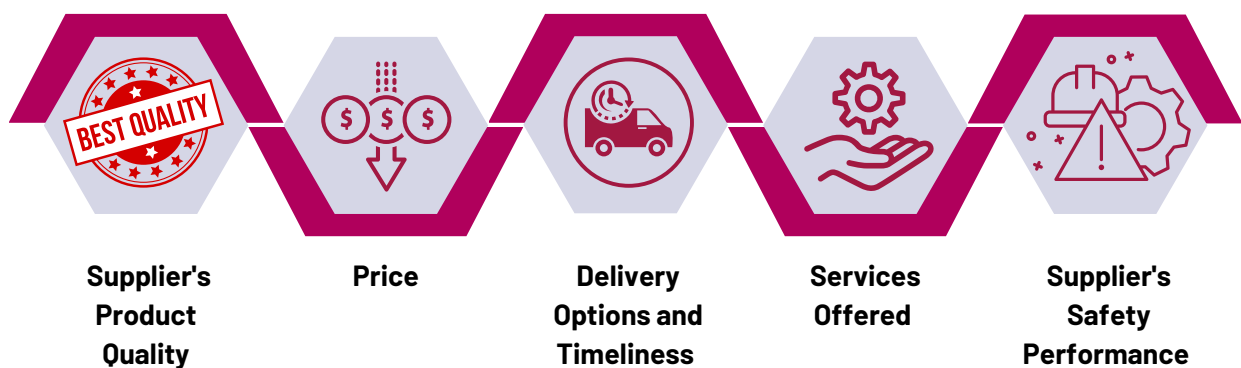 BEST QUALITY
$ $ $
Supplier's
Product
Quality
Price
Delivery
Options and
Timeliness
Services
Offered
Supplier's
Safety
Performance